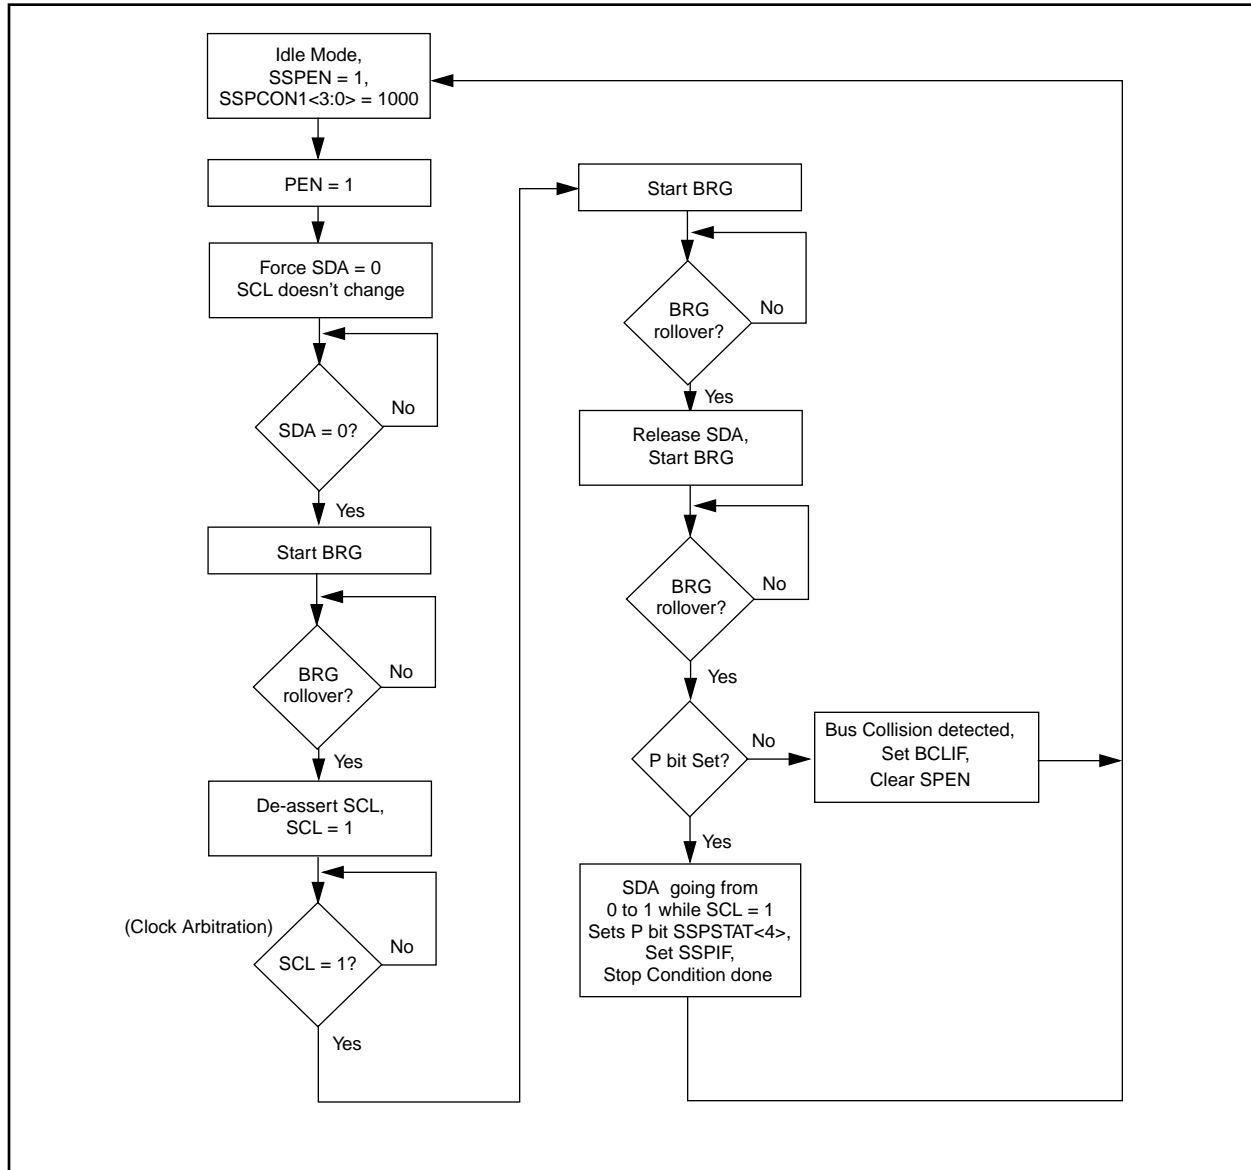 Idle Mode,
SSPEN = 1,
SSPCON1<3:0> = 1000
PEN = 1
Force SDA = 0
SCL doesn't change
No
SDA = 0?
Yes
Start BRG
No
BRG
rollover?
Yes
De-assert SCL,
SCL = 1
(Clock Arbitration)
No
SCL = 1?
Yes
Start BRG
BRG
rollover?
No
Yes
Release SDA,
Start BRG
BRG
rollover?
No
Yes
P bit Set?
No
Bus Collision detected,
Set BCLIF,
Clear SPEN
Yes
SDA going from
0 to 1 while SCL = 1
Sets P bit SSPSTAT<4>,
Set SSPIF,
Stop Condition done